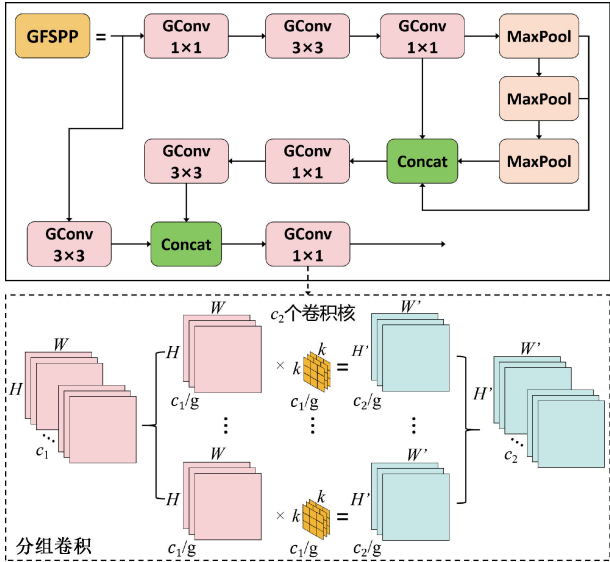 GFSPP =
GConv
1×1
GConv
3×3
GConv
1×1
MaxPool
MaxPool
GConv
3×3
GConv
1×1
Concat
MaxPool
GConv
3×3
Concat
GConv
1×1
c₂个卷积核
W
H
c₁
W
H
c₁/g
×
k
k
c₁/g
=
W'
H'
c₂/g
W'
H'
c₂
W
H
c₁/g
×
k
k
c₁/g
=
W'
H'
c₂/g
分组卷积